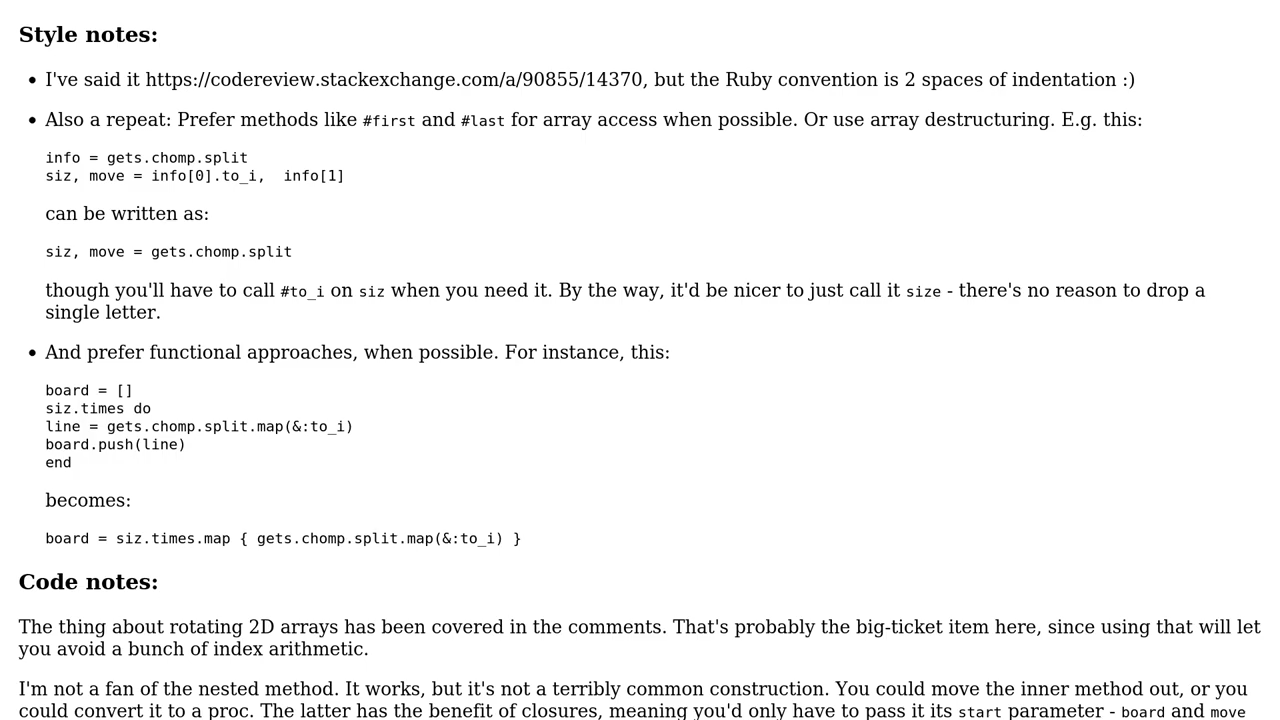 Style notes:
I've said it https://codereview.stackexchange.com/a/90855/14370, but the Ruby convention is 2 spaces of indentation :)
Also a repeat: Prefer methods like #first and #last for array access when possible. Or use array destructuring. E.g. this:
info = gets.chomp.split
siz, move = info[0].to_i,  info[1]
can be written as:
siz, move = gets.chomp.split
though you'll have to call #to_i on siz when you need it. By the way, it'd be nicer to just call it size - there's no reason to drop a
single letter.
And prefer functional approaches, when possible. For instance, this:
board = []
siz.times do
line = gets.chomp.split.map(&:to_i)
board.push(line)
end
becomes:
board = siz.times.map { gets.chomp.split.map(&:to_i) }
Code notes:
The thing about rotating 2D arrays has been covered in the comments. That's probably the big-ticket item here, since using that will let
you avoid a bunch of index arithmetic.
I'm not a fan of the nested method. It works, but it's not a terribly common construction. You could move the inner method out, or you
could convert it to a proc. The latter has the benefit of closures, meaning you'd only have to pass it its start parameter - board and move